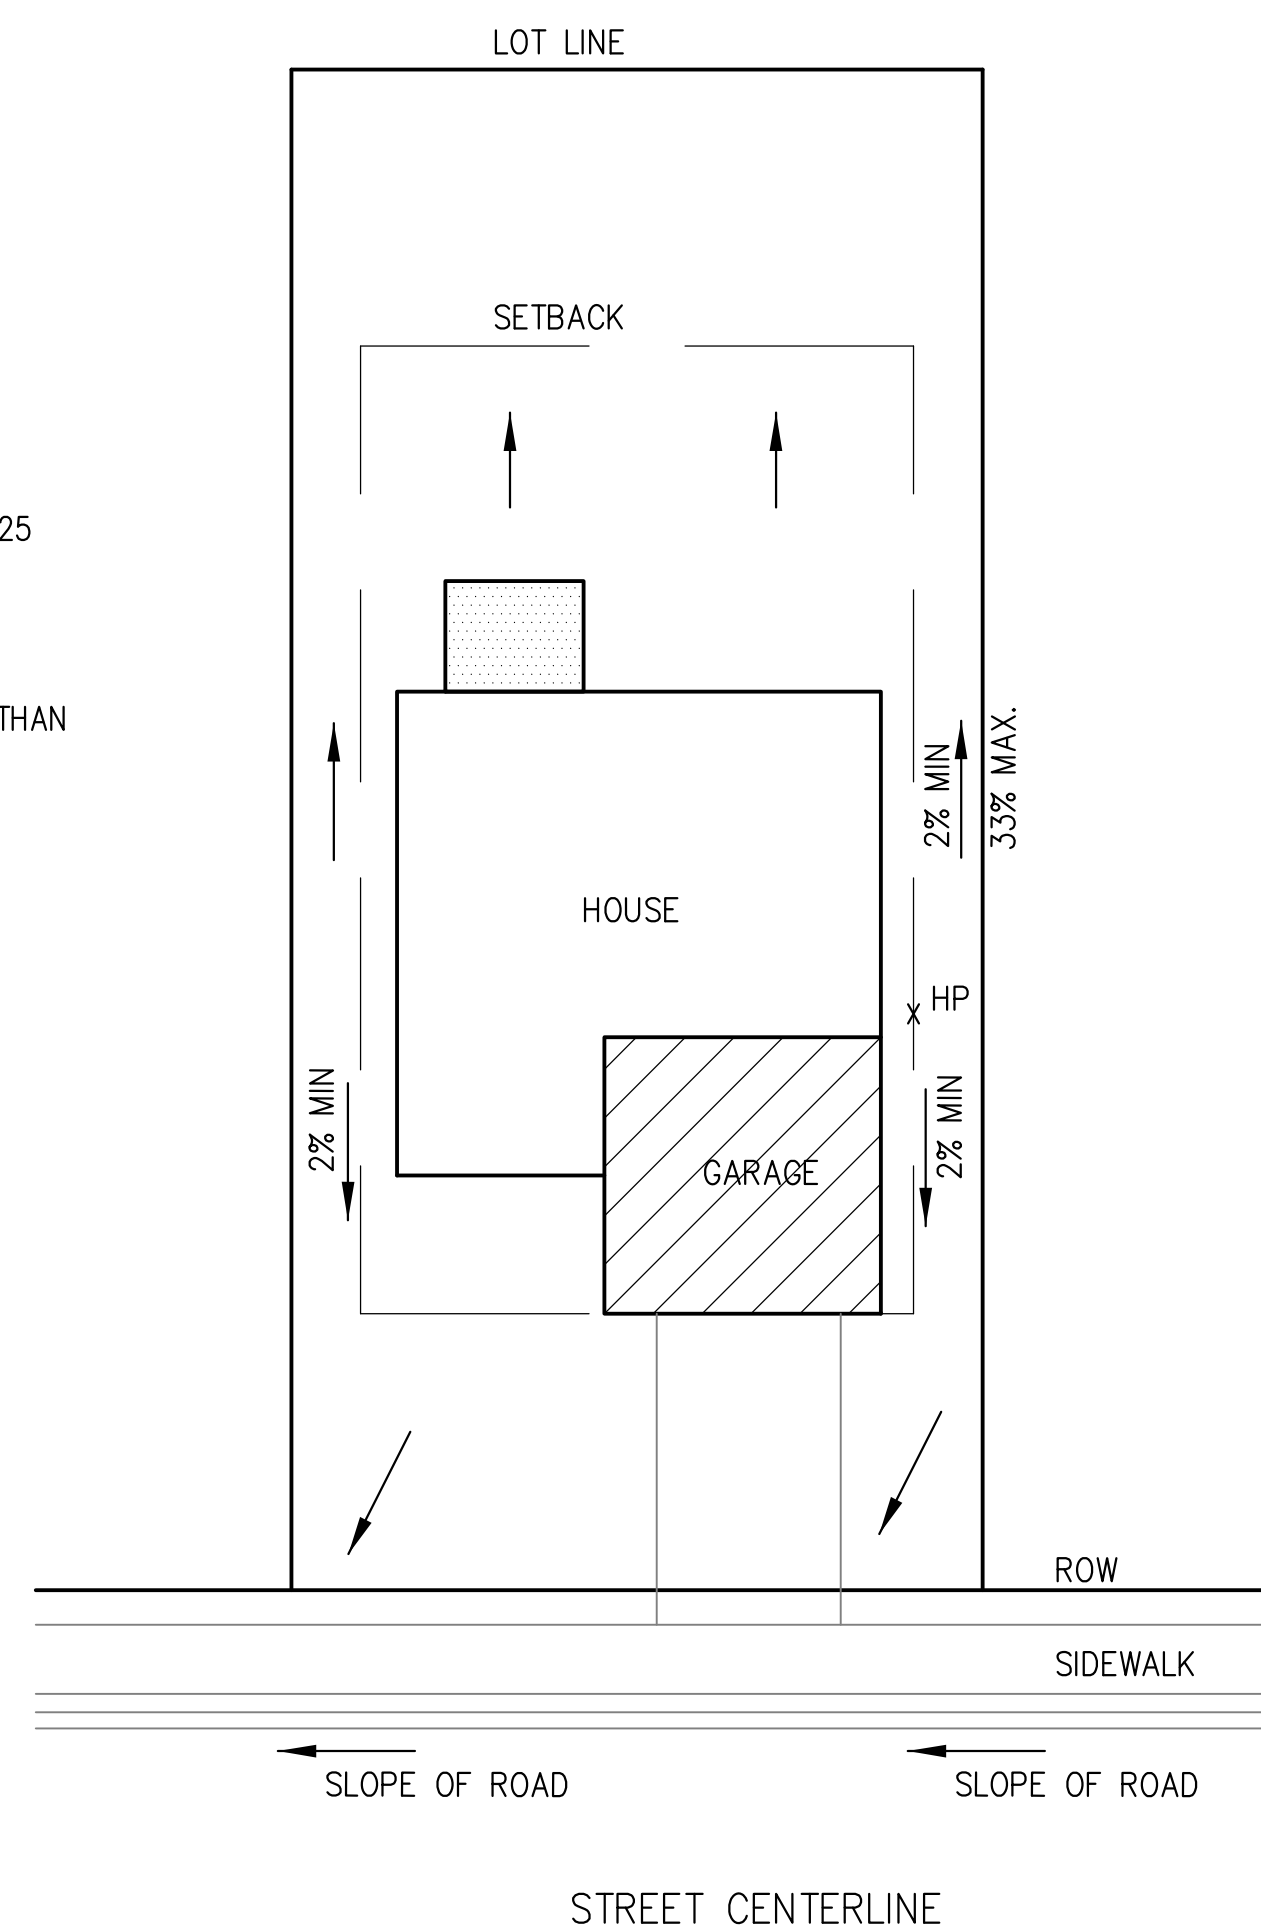 LOT LINE
SETBACK
25
THAN
2% MIN
33% MAX.
HOUSE
HP
2% MIN
2% MIN
GARAGE
ROW
SIDEWALK
SLOPE OF ROAD
SLOPE OF ROAD
STREET CENTERLINE